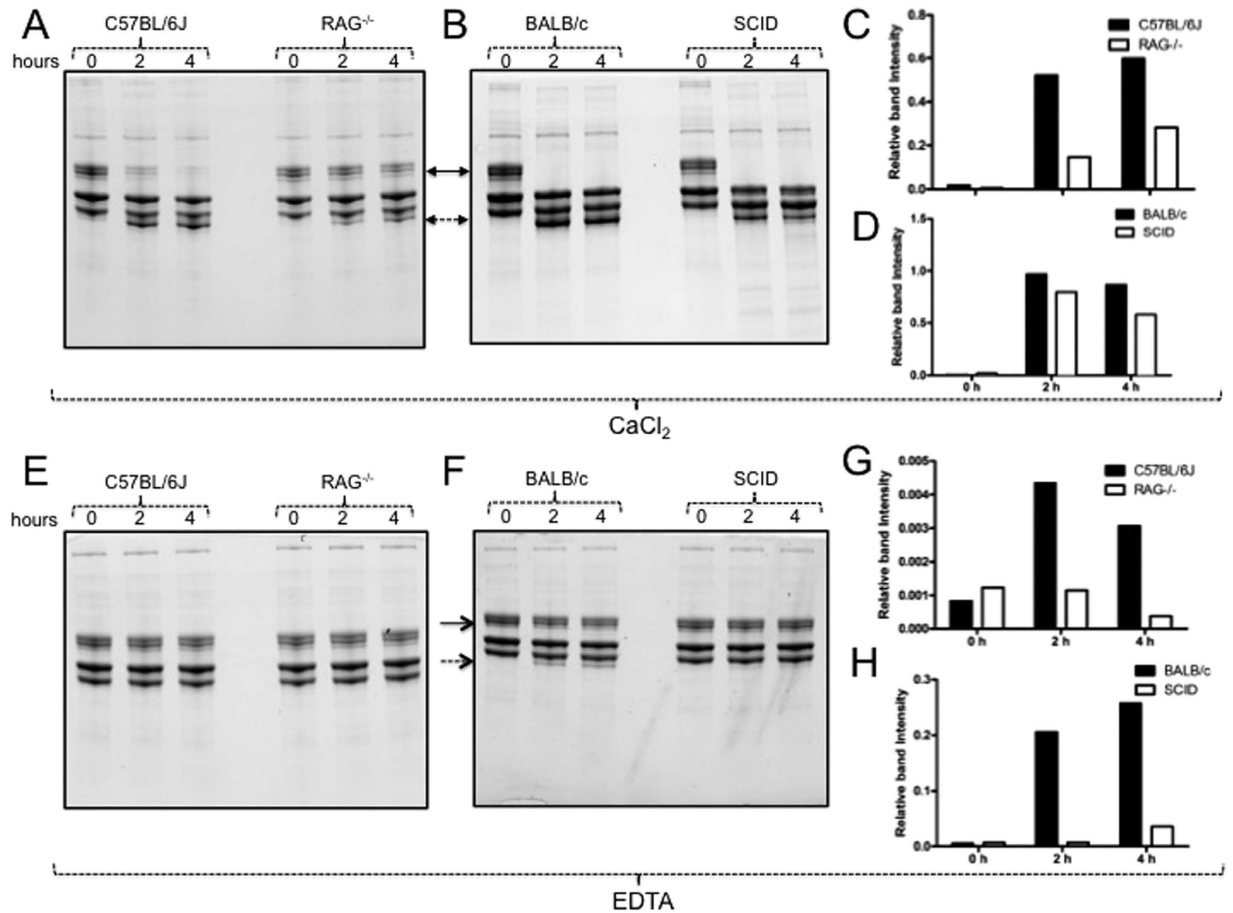 A
C57BL/6J
RAG-/-
hours
0 2 4
0 2 4
B
BALB/c
SCID
0 2 4
0 2 4
C
C57BL/6J
RAG-/-
Relative band Intensity
0.8
0.6
0.4
0.2
0.0
D
BALB/c
SCID
Relative band Intensity
1.5
1.0
0.5
0.0
0 h
2 h
4 h
CaCl2
E
C57BL/6J
RAG-/-
hours
0 2 4
0 2 4
F
BALB/c
SCID
0 2 4
0 2 4
G
C57BL/6J
RAG-/-
Relative band Intensity
0.005
0.004
0.003
0.002
0.001
0.000
0 h
2 h
4 h
H
BALB/c
SCID
Relative band Intensity
0.3
0.2
0.1
0.0
0 h
2 h
4 h
EDTA